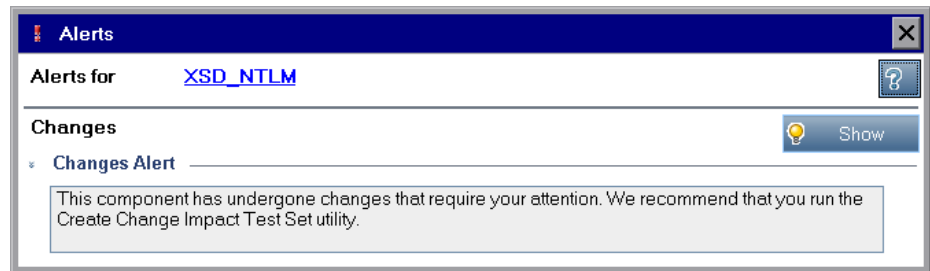 Alerts
Alerts for XSD_NTLM
Changes
Show
Changes Alert
This component has undergone changes that require your attention. We recommend that you run the
Create Change Impact Test Set utility.